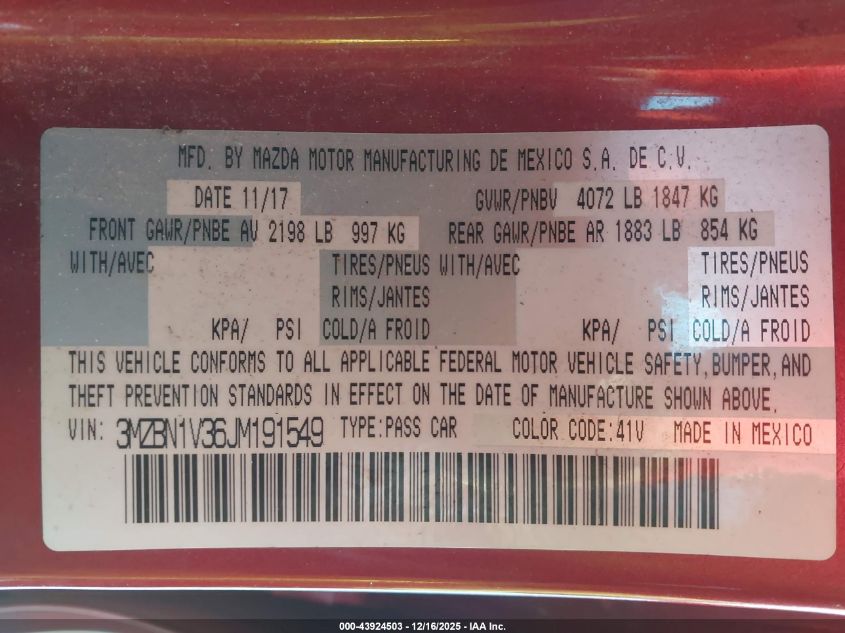 MFD. BY MAZDA MOTOR MANUFACTURING DE MEXICO S.A. DE C.V.
DATE 11/17 GVWR/PNBV 4072 LB 1847 KG
FRONT GAWR/PNBE AV 2198 LB 997 KG REAR GAWR/PNBE AR 1883 LB 854 KG
WITH/AVEC TIRES/PNEUS WITH/AVEC TIRES/PNEUS
RIMS/JANTES RIMS/JANTES
KPA/ PSI COLD/A FROID KPA/ PSI COLD/A FROID
THIS VEHICLE CONFORMS TO ALL APPLICABLE FEDERAL MOTOR VEHICLE SAFETY, BUMPER, AND
THEFT PREVENTION STANDARDS IN EFFECT ON THE DATE OF MANUFACTURE SHOWN ABOVE.
VIN: 3MZBN1V36JM191549 TYPE:PASS CAR COLOR CODE:41V MADE IN MEXICO
000-43924503 - 12/16/2025 - IAA Inc.